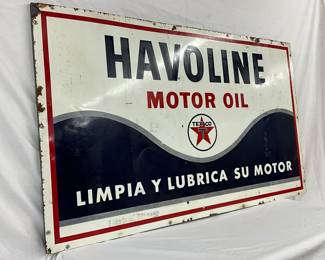 HAVOLINE
MOTOR OIL
TEXACO
LIMPIA Y LUBRICA SU MOTOR